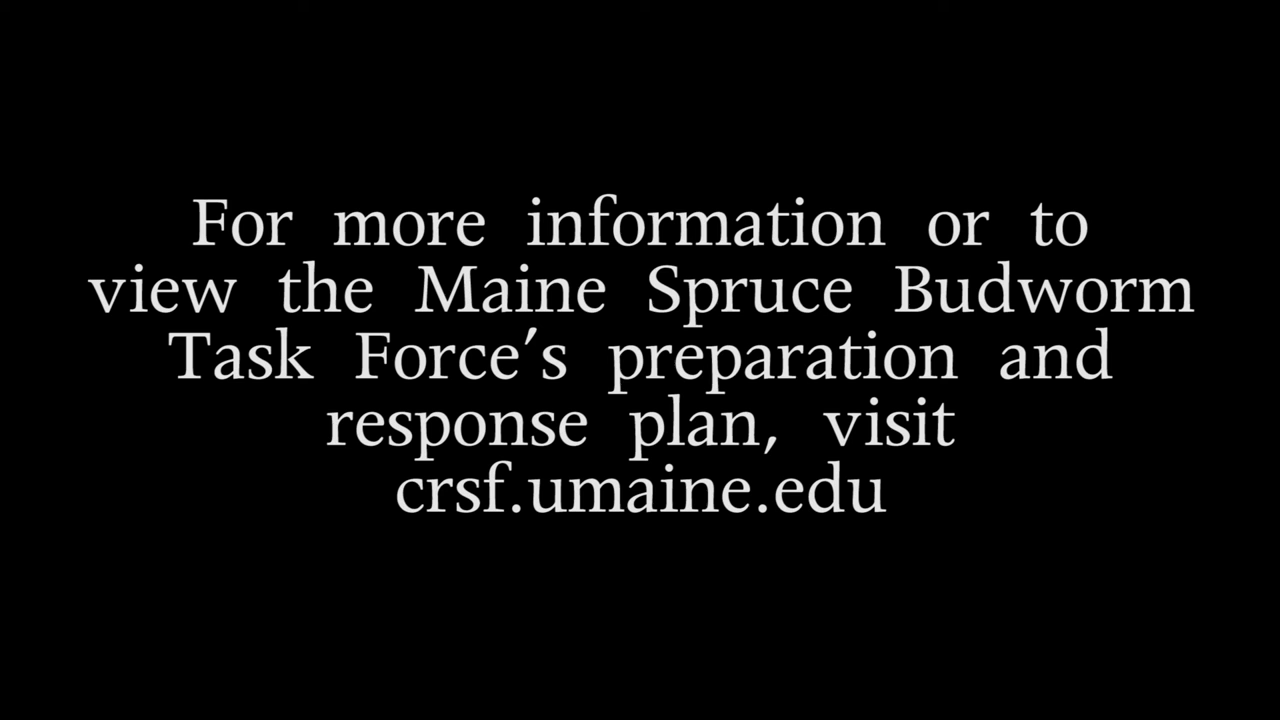 For more information or to
view the Maine Spruce Budworm
Task Force's preparation and
response plan, visit
crsf.umaine.edu